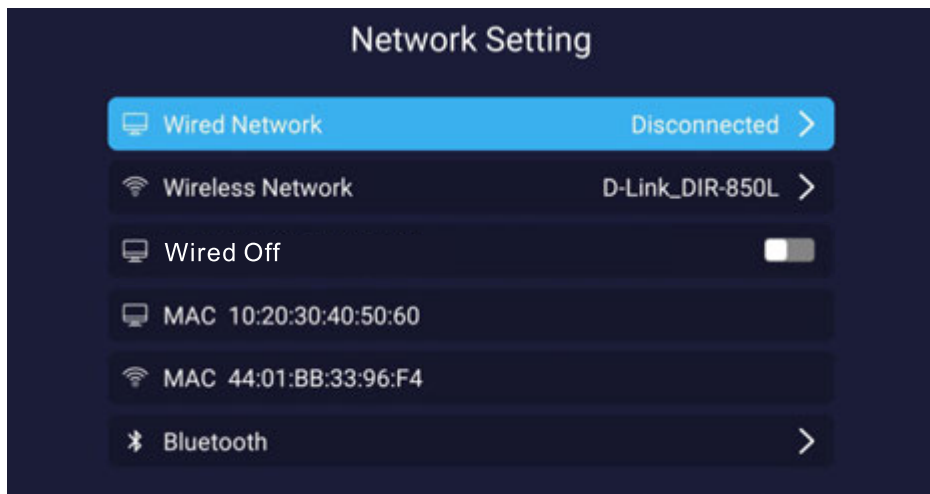 Network Setting
Wired Network Disconnected
Wireless Network D-Link_DIR-850L
Wired Off
MAC 10:20:30:40:50:60
MAC 44:01:BB:33:96:F4
Bluetooth